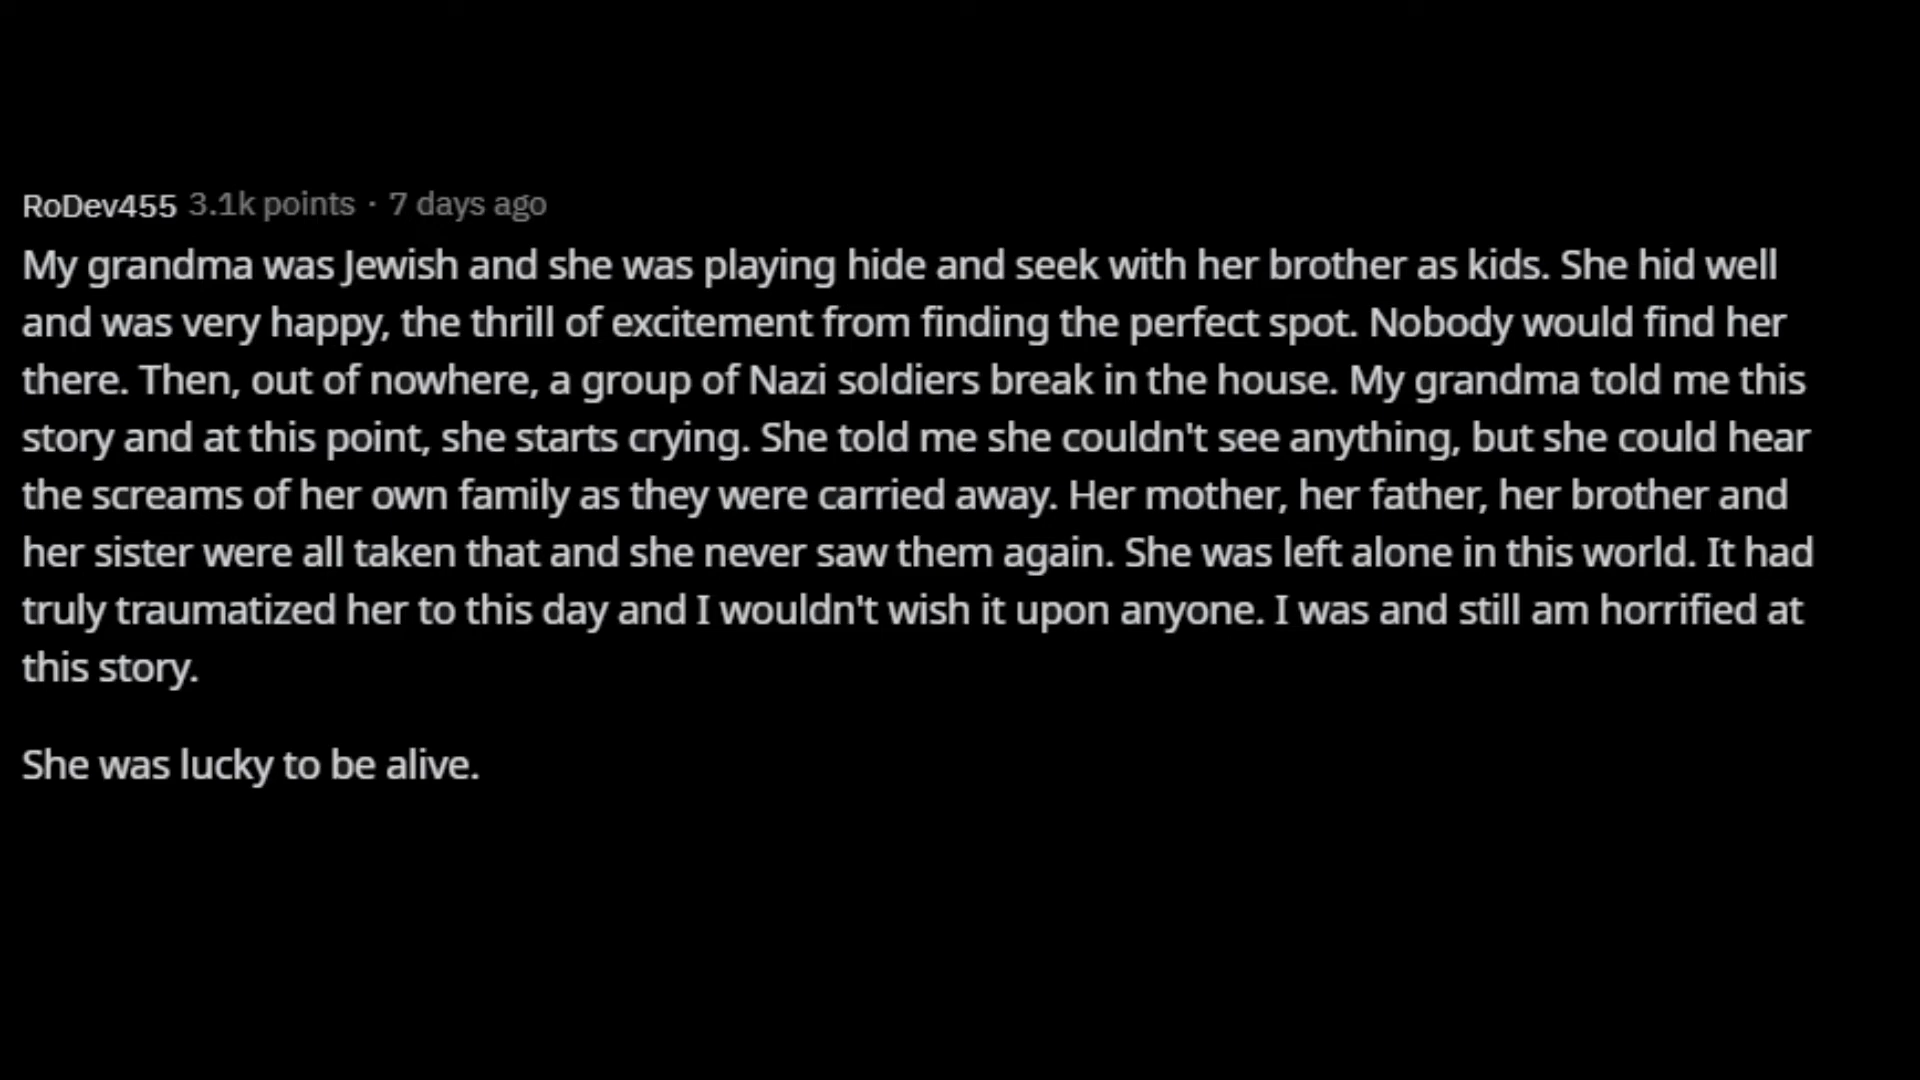 RoDev455 3.1k points · 7 days ago
My grandma was Jewish and she was playing hide and seek with her brother as kids. She hid well
and was very happy, the thrill of excitement from finding the perfect spot. Nobody would find her
there. Then, out of nowhere, a group of Nazi soldiers break in the house. My grandma told me this
story and at this point, she starts crying. She told me she couldn't see anything, but she could hear
the screams of her own family as they were carried away. Her mother, her father, her brother and
her sister were all taken that and she never saw them again. She was left alone in this world. It had
truly traumatized her to this day and I wouldn't wish it upon anyone. I was and still am horrified at
this story.
She was lucky to be alive.